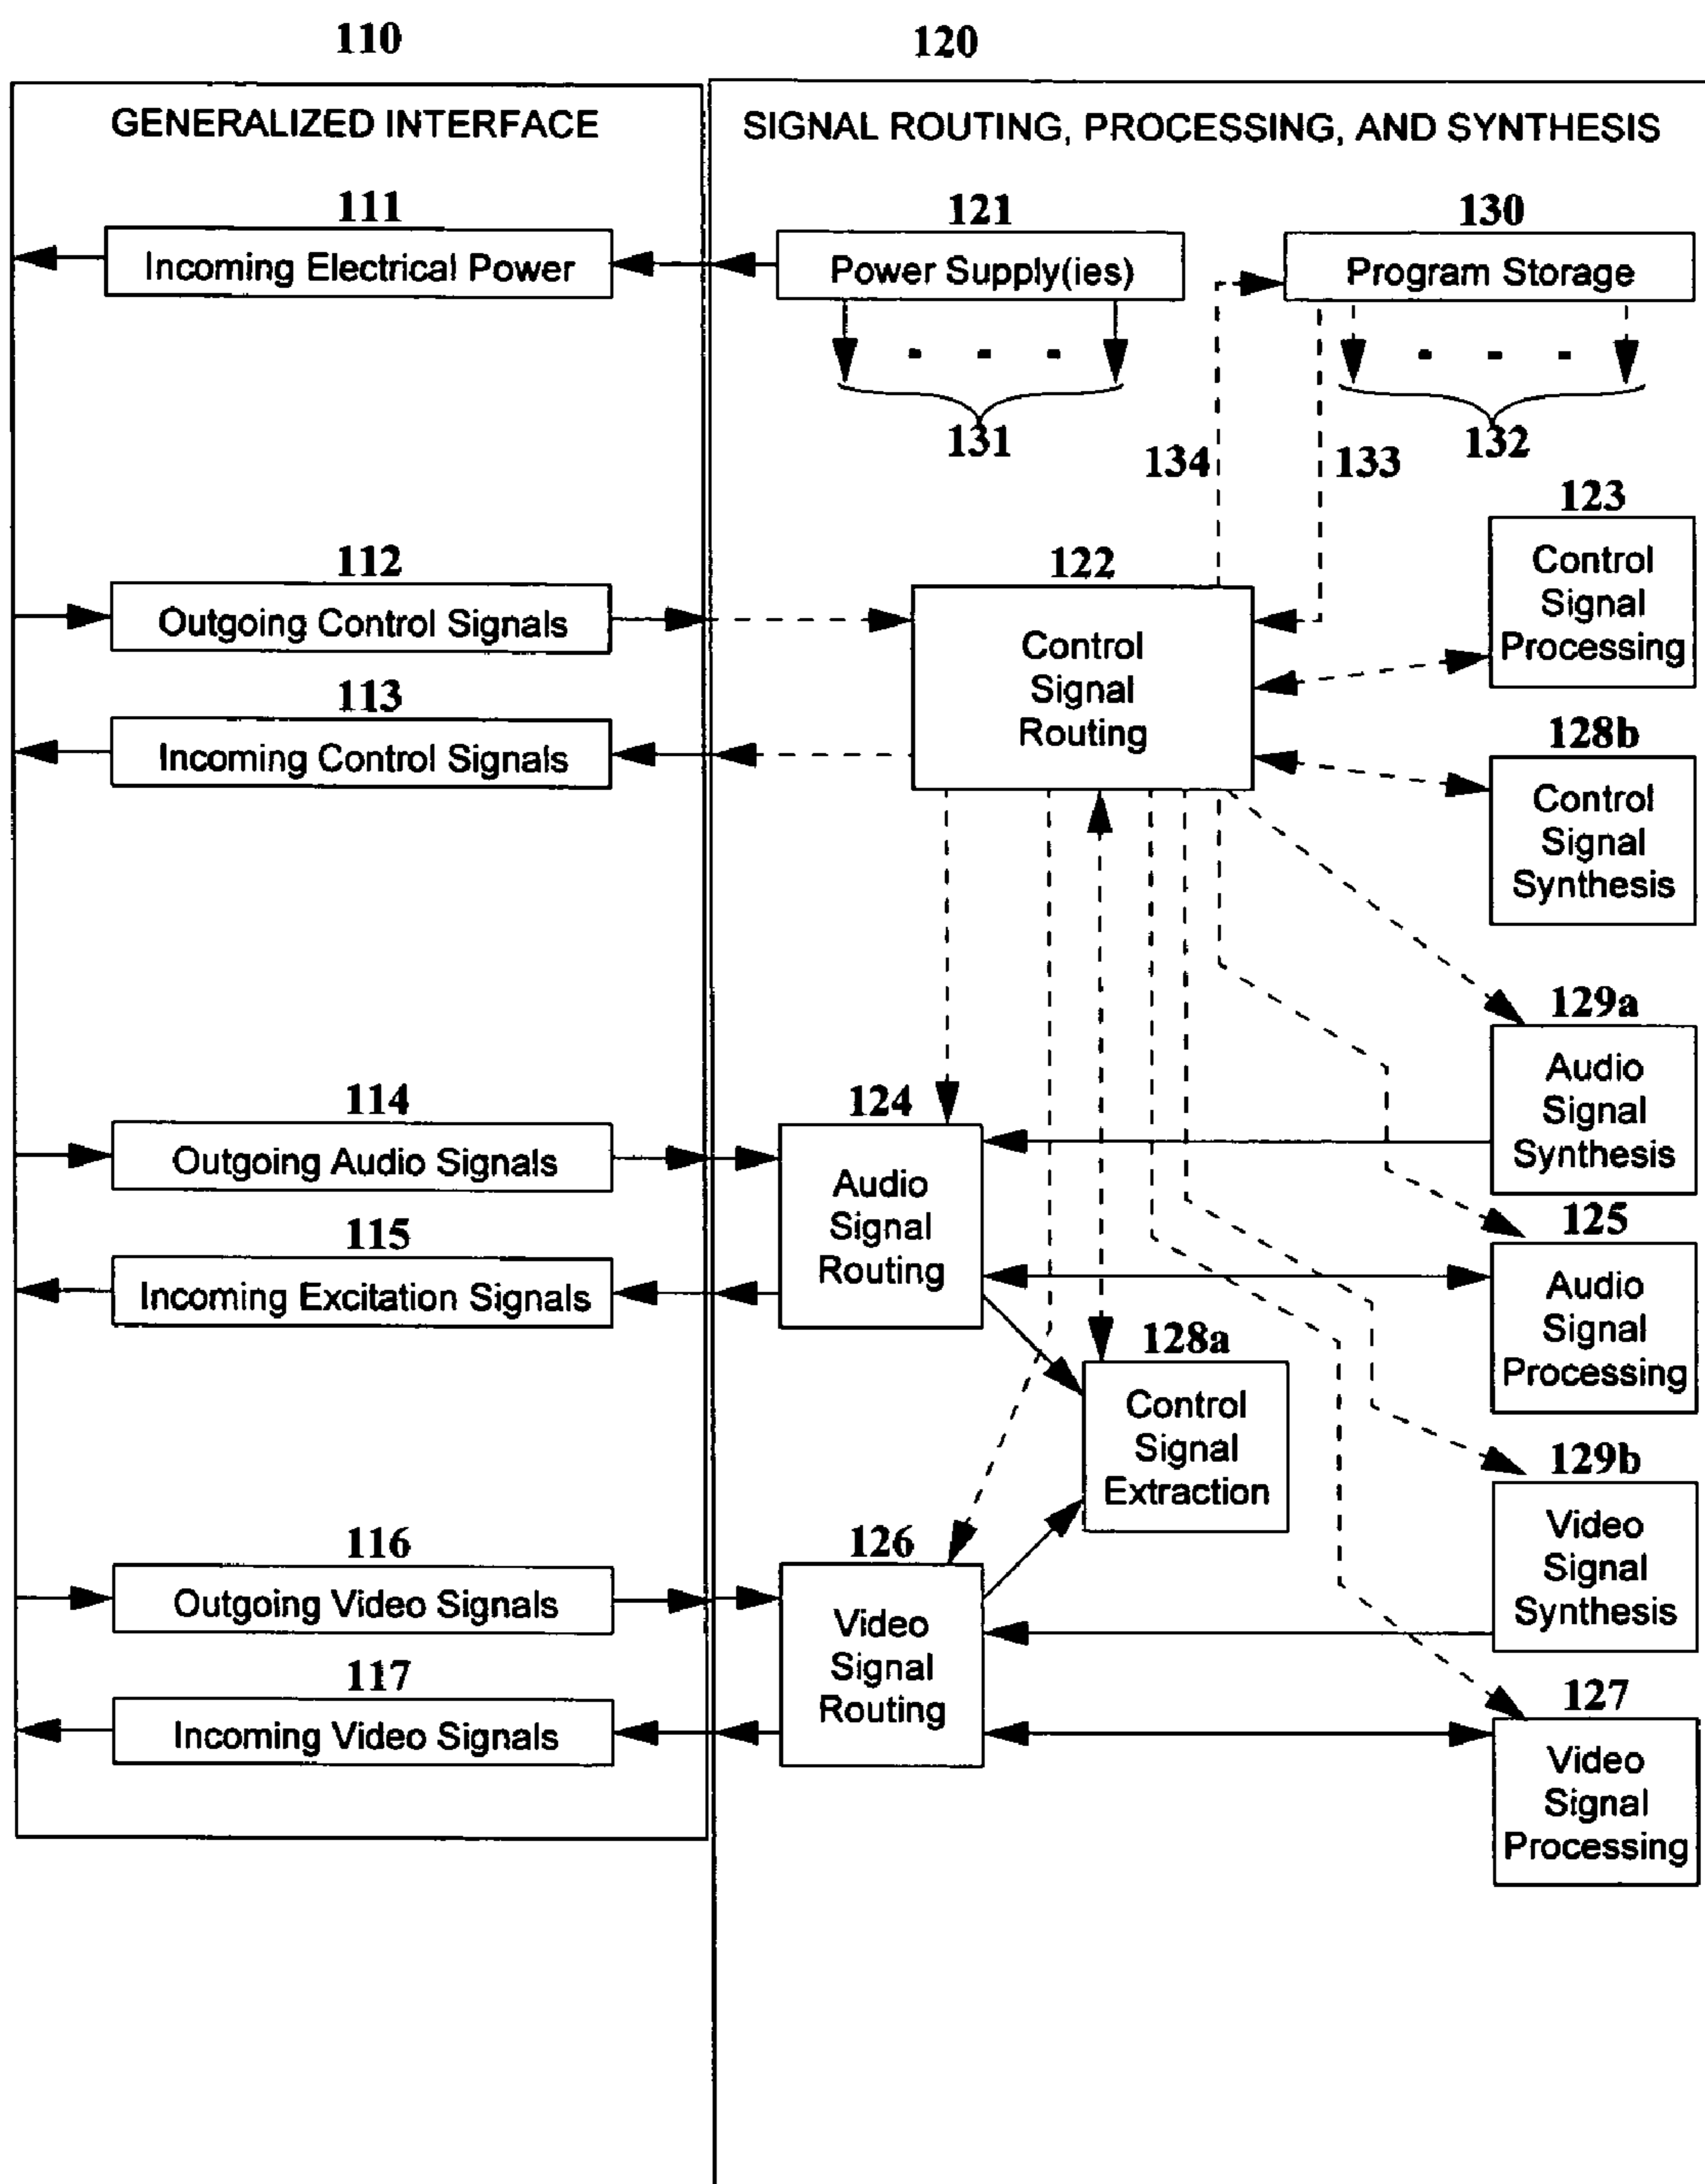 110
120
GENERALIZED INTERFACE
SIGNAL ROUTING, PROCESSING, AND SYNTHESIS
111
Incoming Electrical Power
121
Power Supply(ies)
130
Program Storage
131
132
134
133
123
Control
Signal
Processing
112
Outgoing Control Signals
122
Control
Signal
Routing
113
Incoming Control Signals
128b
Control
Signal
Synthesis
129a
Audio
Signal
Synthesis
114
Outgoing Audio Signals
124
Audio
Signal
Routing
115
Incoming Excitation Signals
125
Audio
Signal
Processing
128a
Control
Signal
Extraction
129b
Video
Signal
Synthesis
116
Outgoing Video Signals
126
Video
Signal
Routing
117
Incoming Video Signals
127
Video
Signal
Processing